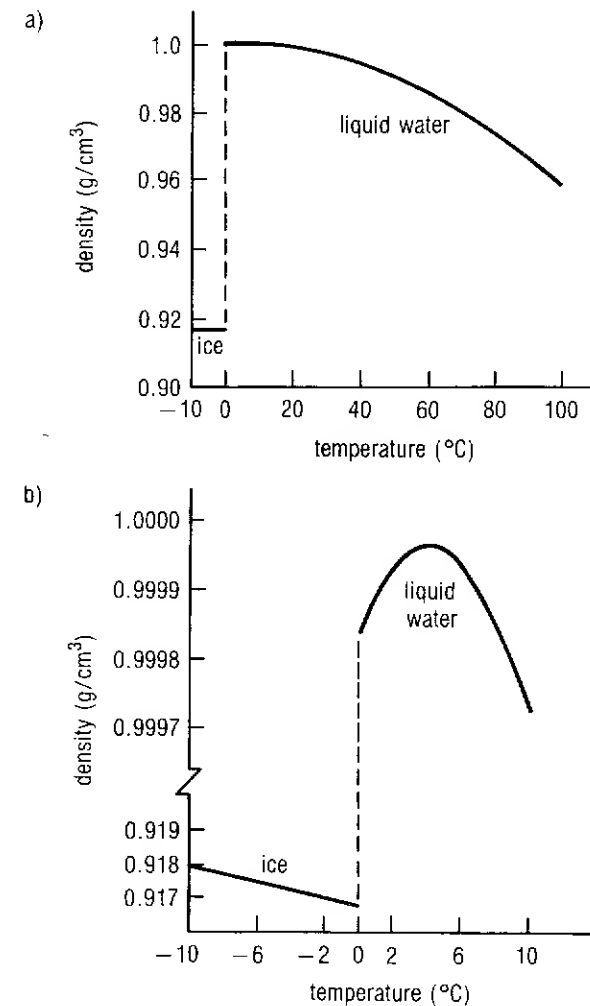 a)
density (g/cm³)
1.0
0.98
0.96
0.94
0.92
0.90
liquid water
ice
−10 0 20 40 60 80 100
temperature (°C)
b)
density (g/cm³)
1.0000
0.9999
0.9998
0.9997
0.919
0.918
0.917
liquid
water
ice
−10 −6 −2 0 2 6 10
temperature (°C)